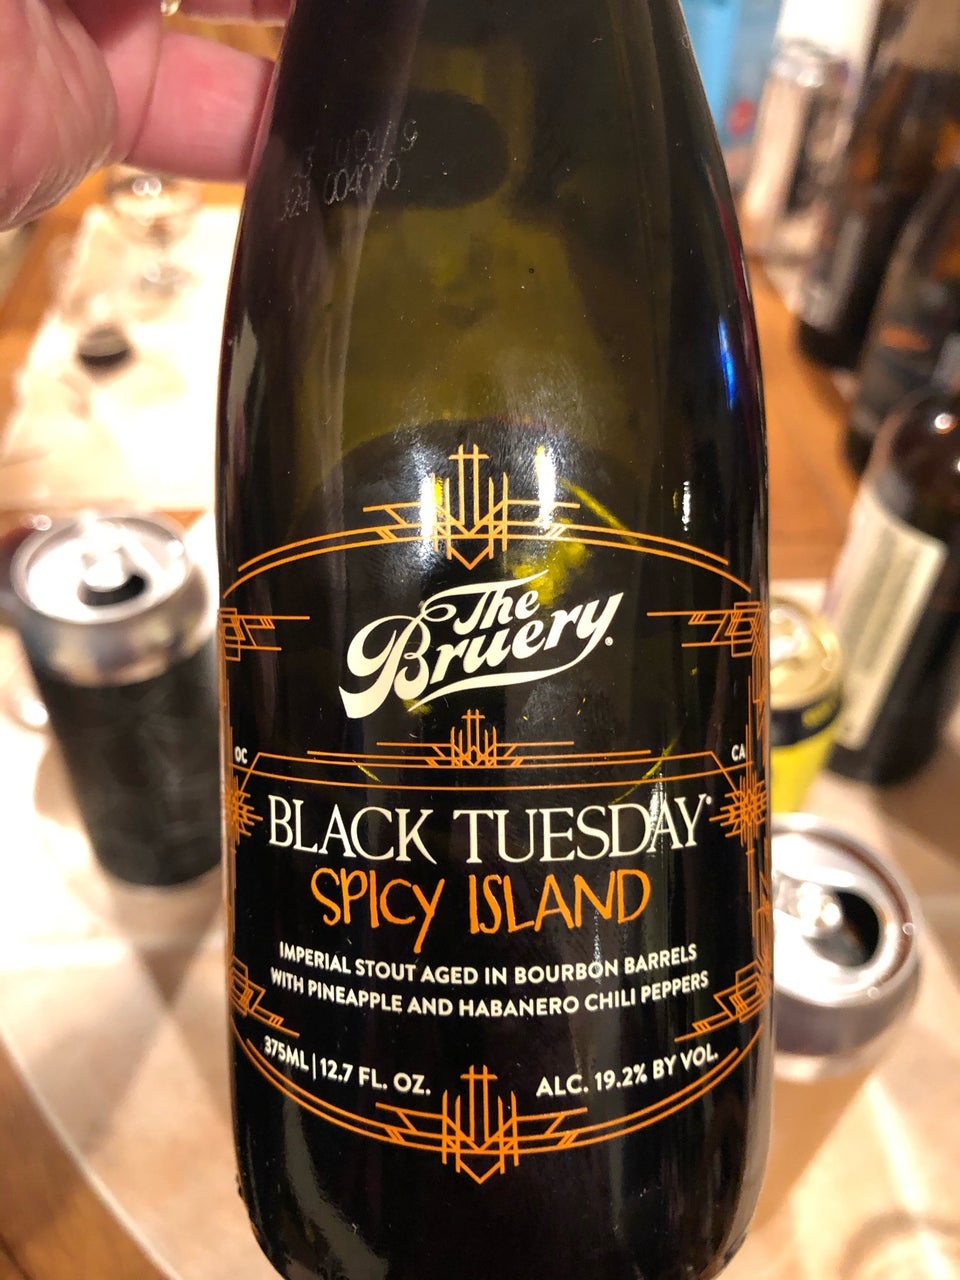 The
Bruery®
OC
CA
BLACK TUESDAY®
SPICY ISLAND
IMPERIAL STOUT AGED IN BOURBON BARRELS
WITH PINEAPPLE AND HABANERO CHILI PEPPERS
375ML | 12.7 FL. OZ.
ALC. 19.2% BY VOL.